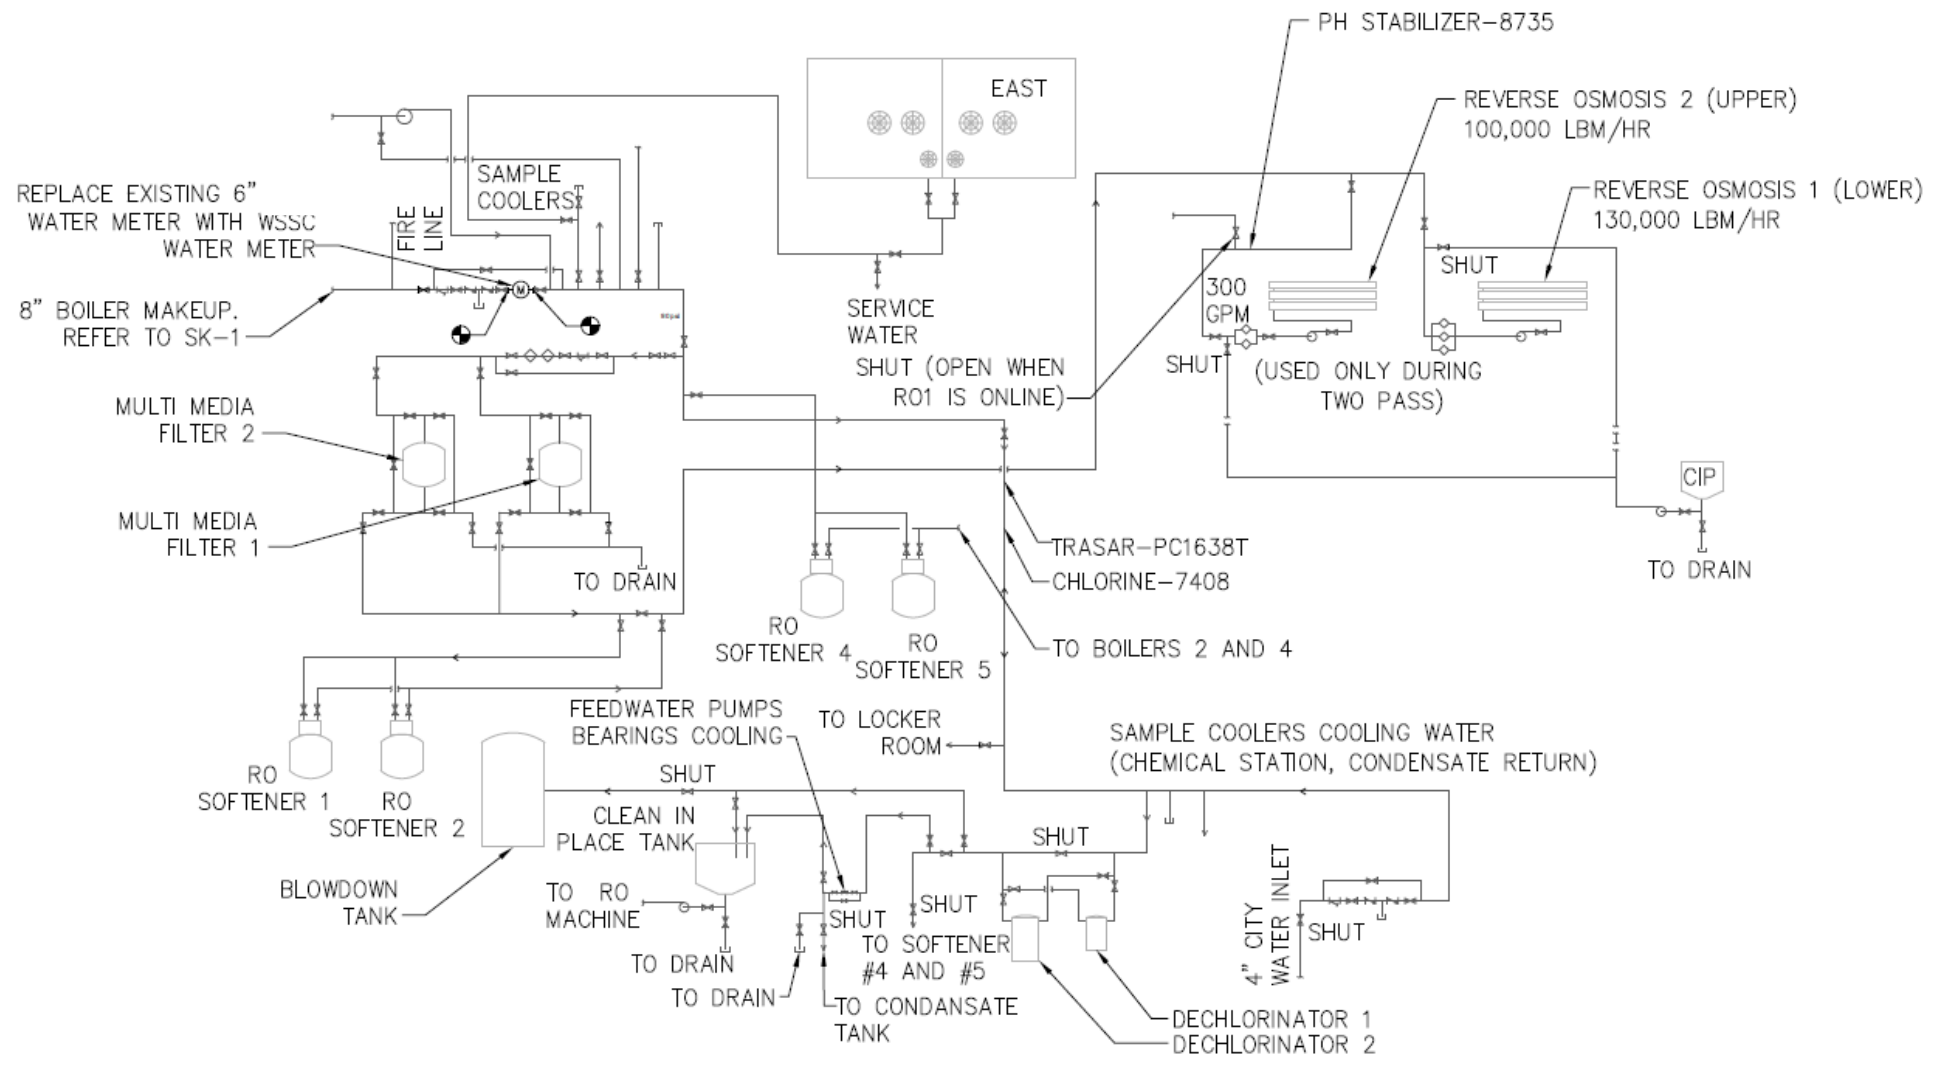 PH STABILIZER-8735
EAST
REVERSE OSMOSIS 2 (UPPER)
100,000 LBM/HR
SAMPLE
COOLERS
REPLACE EXISTING 6"
WATER METER WITH WSSC
WATER METER
FIRE
LINE
REVERSE OSMOSIS 1 (LOWER)
130,000 LBM/HR
SHUT
M
300
GPM
8" BOILER MAKEUP.
REFER TO SK-1
SERVICE
WATER
SHUT (OPEN WHEN
RO1 IS ONLINE)
SHUT
(USED ONLY DURING
TWO PASS)
MULTI MEDIA
FILTER 2
CIP
MULTI MEDIA
FILTER 1
TO DRAIN
TRASAR-PC1638T
CHLORINE-7408
TO DRAIN
RO
SOFTENER 4
RO
SOFTENER 5
TO BOILERS 2 AND 4
FEEDWATER PUMPS
BEARINGS COOLING
TO LOCKER
ROOM
SAMPLE COOLERS COOLING WATER
(CHEMICAL STATION, CONDENSATE RETURN)
RO
SOFTENER 1
RO
SOFTENER 2
SHUT
CLEAN IN
PLACE TANK
SHUT
BLOWDOWN
TANK
TO RO
MACHINE
SHUT
SHUT
4" CITY
WATER INLET
SHUT
TO DRAIN
TO SOFTENER
#4 AND #5
TO DRAIN
TO CONDANSATE
TANK
DECHLORINATOR 1
DECHLORINATOR 2